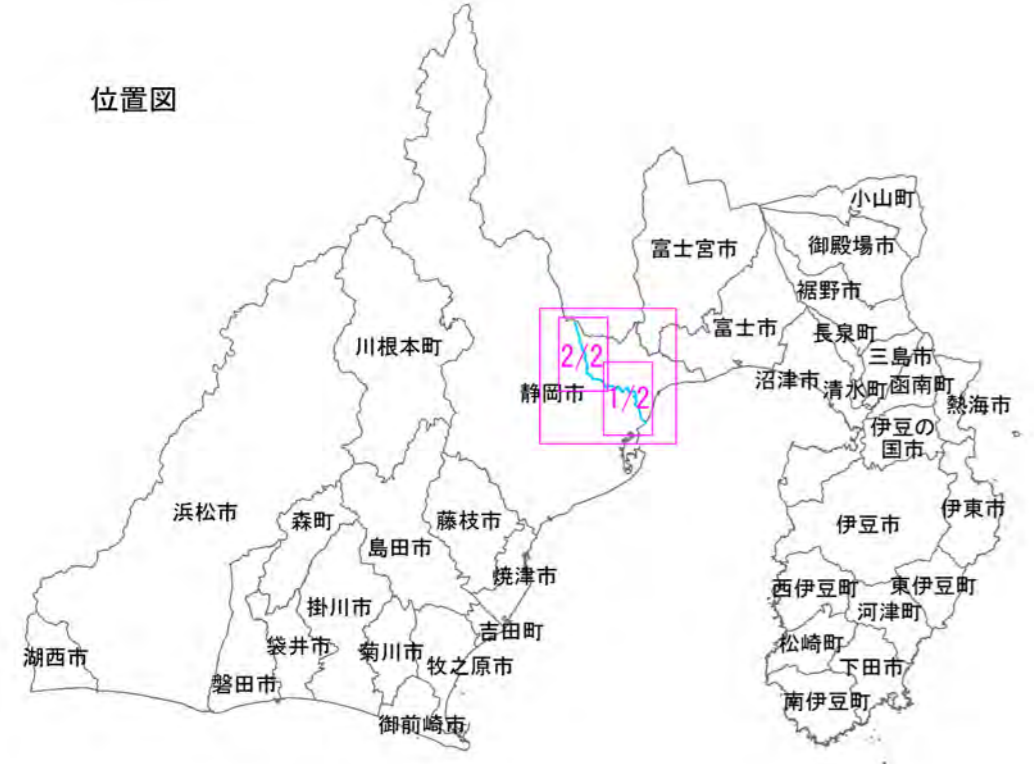 位置図
小山町
富士宮市
御殿場市
裾野市
富士市
長泉町
川根本町
2/2
三島市
沼津市
清水町
函南町
静岡市
1/2
熱海市
伊豆の
国市
浜松市
森町
藤枝市
伊豆市
伊東市
島田市
焼津市
西伊豆町
東伊豆町
掛川市
河津町
吉田町
袋井市
菊川市
松崎町
湖西市
牧之原市
下田市
磐田市
南伊豆町
御前崎市